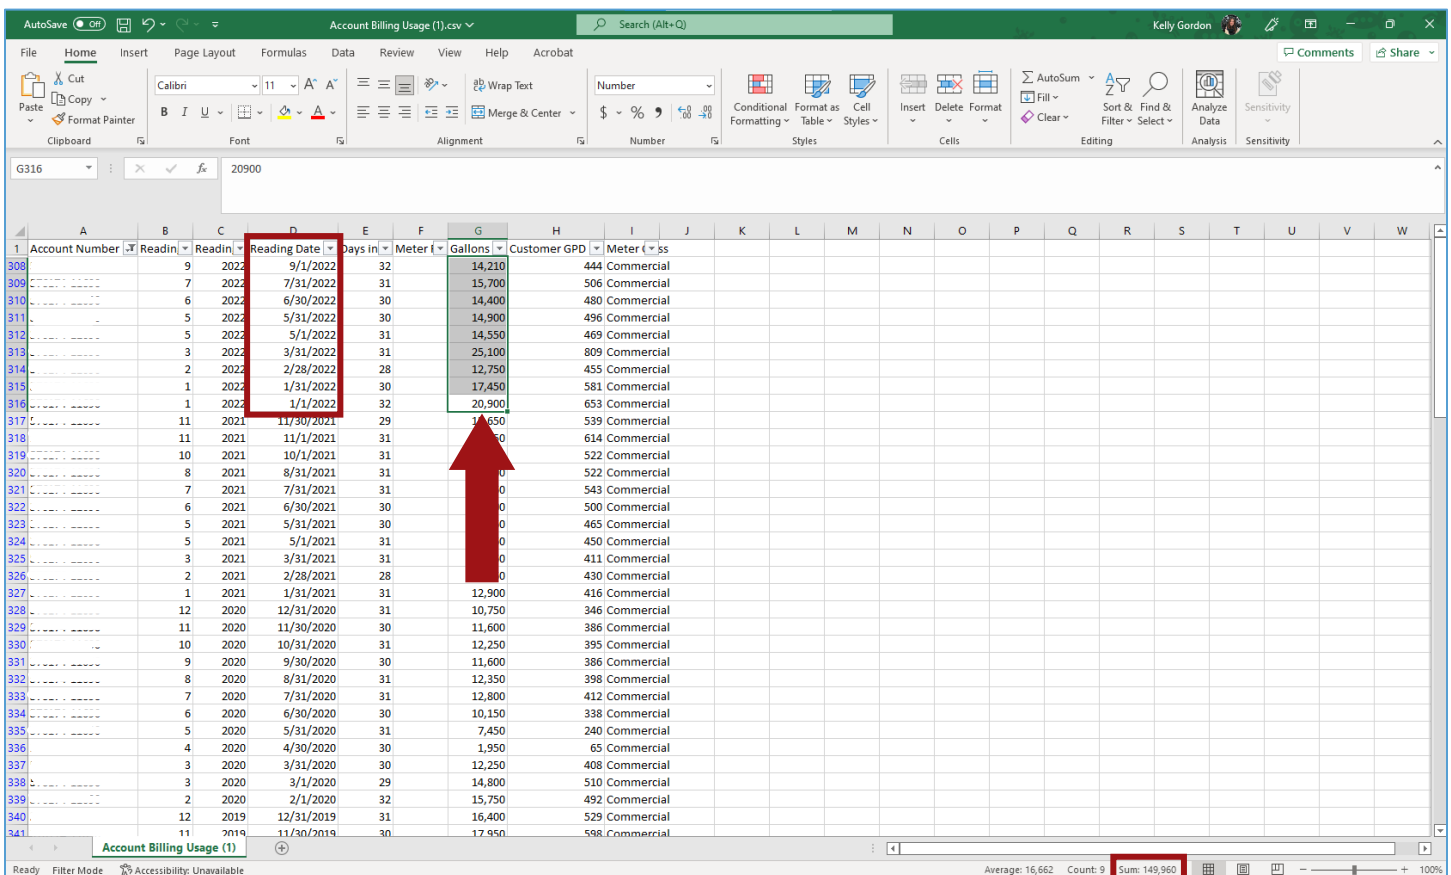 AutoSave Off Account Billing Usage (1).csv Search (Alt+Q) Kelly Gordon
File Home Insert Page Layout Formulas Data Review View Help Acrobat Comments Share
Paste Cut Copy Format Painter
Calibri 11 A^ A˅ B I U A
ab Wrap Text Merge & Center
Number $ % 9
Conditional Formatting Format as Table Cell Styles
Insert Delete Format
AutoSum Fill Clear Sort & Filter Find & Select
Analyze Data Sensitivity
Clipboard Font Alignment Number Styles Cells Editing Analysis Sensitivity
G316 fx 20900
A B C D E F G H I J K L M N O P Q R S T U V W
1 Account Number Readin Readin Reading Date Days in Meter Gallons Customer GPD Meter ss
308 9 2022 9/1/2022 32 14,210 444 Commercial
309 7 2022 7/31/2022 31 15,700 506 Commercial
310 6 2022 6/30/2022 30 14,400 480 Commercial
311 5 2022 5/31/2022 30 14,900 496 Commercial
312 5 2022 5/1/2022 31 14,550 469 Commercial
313 3 2022 3/31/2022 31 25,100 809 Commercial
314 2 2022 2/28/2022 28 12,750 455 Commercial
315 1 2022 1/31/2022 30 17,450 581 Commercial
316 1 2022 1/1/2022 32 20,900 653 Commercial
317 11 2021 11/30/2021 29 539 Commercial
318 11 2021 11/1/2021 31 614 Commercial
319 10 2021 10/1/2021 31 522 Commercial
320 8 2021 8/31/2021 31 522 Commercial
321 7 2021 7/31/2021 31 543 Commercial
322 6 2021 6/30/2021 30 500 Commercial
323 5 2021 5/31/2021 30 465 Commercial
324 5 2021 5/1/2021 31 450 Commercial
325 3 2021 3/31/2021 31 411 Commercial
326 2 2021 2/28/2021 28 430 Commercial
327 1 2021 1/31/2021 31 12,900 416 Commercial
328 12 2020 12/31/2020 31 10,750 346 Commercial
329 11 2020 11/30/2020 30 11,600 386 Commercial
330 10 2020 10/31/2020 31 12,250 395 Commercial
331 9 2020 9/30/2020 30 11,600 386 Commercial
332 8 2020 8/31/2020 31 12,350 398 Commercial
333 7 2020 7/31/2020 31 12,800 412 Commercial
334 6 2020 6/30/2020 30 10,150 338 Commercial
335 5 2020 5/31/2020 31 7,450 240 Commercial
336 4 2020 4/30/2020 30 1,950 65 Commercial
337 3 2020 3/31/2020 30 12,250 408 Commercial
338 3 2020 3/1/2020 29 14,800 510 Commercial
339 2 2020 2/1/2020 32 15,750 492 Commercial
340 12 2019 12/31/2019 31 16,400 529 Commercial
341 11 2019 11/30/2019 30 17,950 598 Commercial
Account Billing Usage (1)
Ready Filter Mode Accessibility: Unavailable Average: 16,662 Count: 9 Sum: 149,960 100%